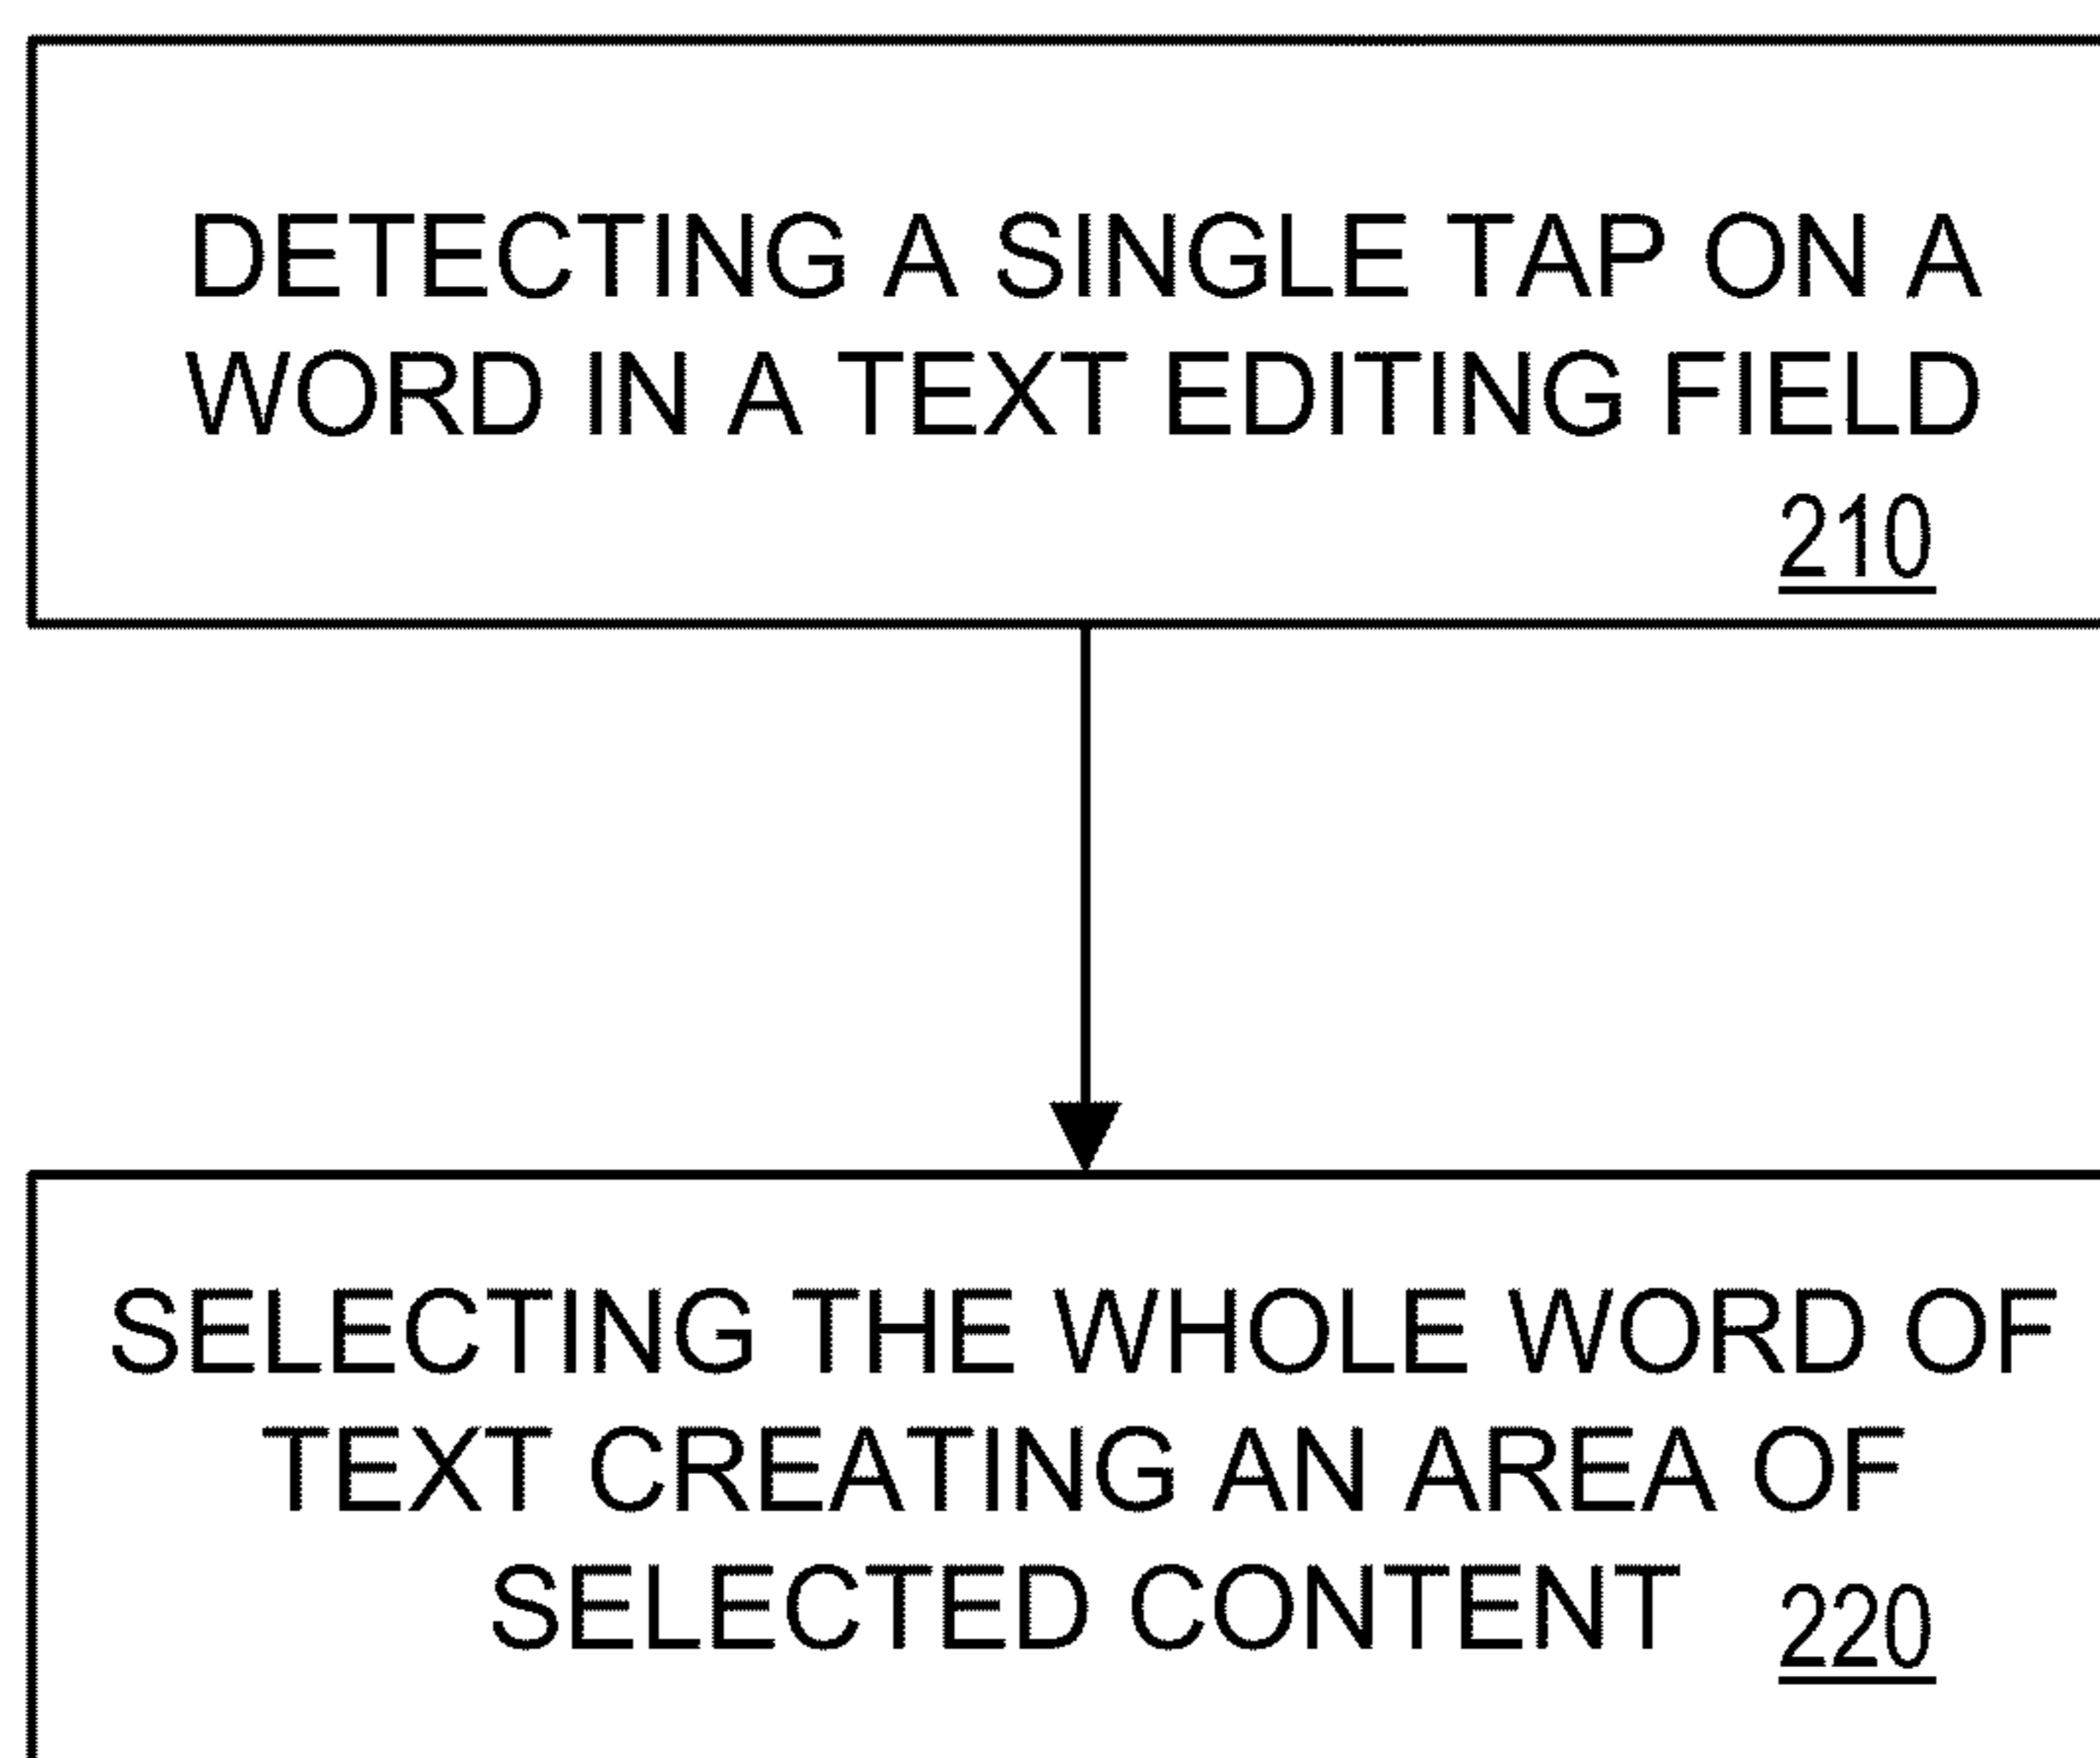 DETECTING A SINGLE TAP ON A
WORD IN A TEXT EDITING FIELD
210
SELECTING THE WHOLE WORD OF
TEXT CREATING AN AREA OF
SELECTED CONTENT 220